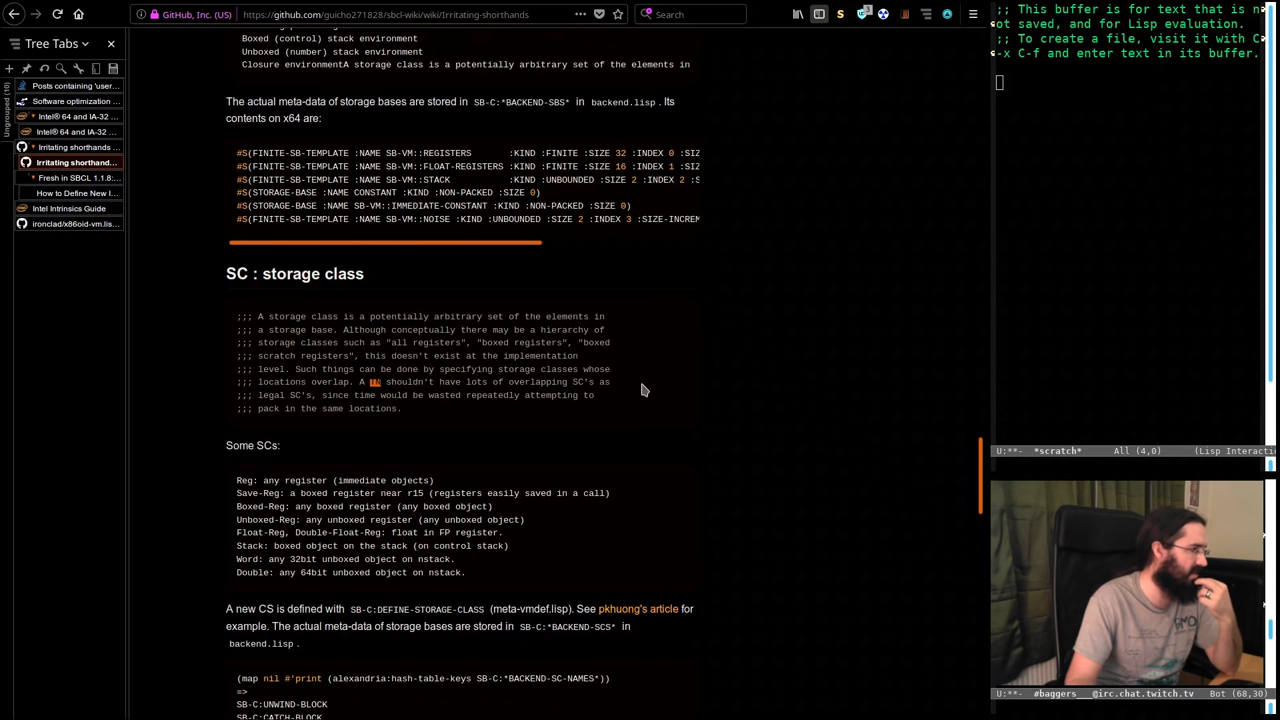 GitHub, Inc. (US)
https://github.com/guicho271828/sbcl-wiki/wiki/Irritating-shorthands
Search
Tree Tabs
Ungrouped (10)
Posts containing 'user...
Software optimization ...
Intel® 64 and IA-32 ...
Intel® 64 and IA-32 ...
Irritating shorthands ...
Irritating shorthand...
Fresh in SBCL 1.1.8:...
How to Define New I...
Intel Intrinsics Guide
ironclad/x86oid-vm.lis...
Boxed (control) stack environment
Unboxed (number) stack environment
Closure environmentA storage class is a potentially arbitrary set of the elements in
The actual meta-data of storage bases are stored in SB-C:*BACKEND-SBS* in backend.lisp. Its
contents on x64 are:
#S(FINITE-SB-TEMPLATE :NAME SB-VM::REGISTERS :KIND :FINITE :SIZE 32 :INDEX 0 :SIZ
#S(FINITE-SB-TEMPLATE :NAME SB-VM::FLOAT-REGISTERS :KIND :FINITE :SIZE 16 :INDEX 1 :SIZ
#S(FINITE-SB-TEMPLATE :NAME SB-VM::STACK :KIND :UNBOUNDED :SIZE 2 :INDEX 2 :S
#S(STORAGE-BASE :NAME CONSTANT :KIND :NON-PACKED :SIZE 0)
#S(STORAGE-BASE :NAME SB-VM::IMMEDIATE-CONSTANT :KIND :NON-PACKED :SIZE 0)
#S(FINITE-SB-TEMPLATE :NAME SB-VM::NOISE :KIND :UNBOUNDED :SIZE 2 :INDEX 3 :SIZE-INCREM
SC : storage class
;;; A storage class is a potentially arbitrary set of the elements in
;;; a storage base. Although conceptually there may be a hierarchy of
;;; storage classes such as "all registers", "boxed registers", "boxed
;;; scratch registers", this doesn't exist at the implementation
;;; level. Such things can be done by specifying storage classes whose
;;; locations overlap. A TN shouldn't have lots of overlapping SC's as
;;; legal SC's, since time would be wasted repeatedly attempting to
;;; pack in the same locations.
Some SCs:
Reg: any register (immediate objects)
Save-Reg: a boxed register near r15 (registers easily saved in a call)
Boxed-Reg: any boxed register (any boxed object)
Unboxed-Reg: any unboxed register (any unboxed object)
Float-Reg, Double-Float-Reg: float in FP register.
Stack: boxed object on the stack (on control stack)
Word: any 32bit unboxed object on nstack.
Double: any 64bit unboxed object on nstack.
A new CS is defined with SB-C:DEFINE-STORAGE-CLASS (meta-vmdef.lisp). See pkhuong's article for
example. The actual meta-data of storage bases are stored in SB-C:*BACKEND-SCS* in
backend.lisp.
(map nil #'print (alexandria:hash-table-keys SB-C:*BACKEND-SC-NAMES*))
=>
SB-C:UNWIND-BLOCK
SB-C:CATCH-BLOCK
;; This buffer is for text that is n
ot saved, and for Lisp evaluation.
;; To create a file, visit it with C
-x C-f and enter text in its buffer.
U:**- *scratch* All (4,0) (Lisp Interactio
U:**- #baggers___@irc.chat.twitch.tv Bot (68,30)